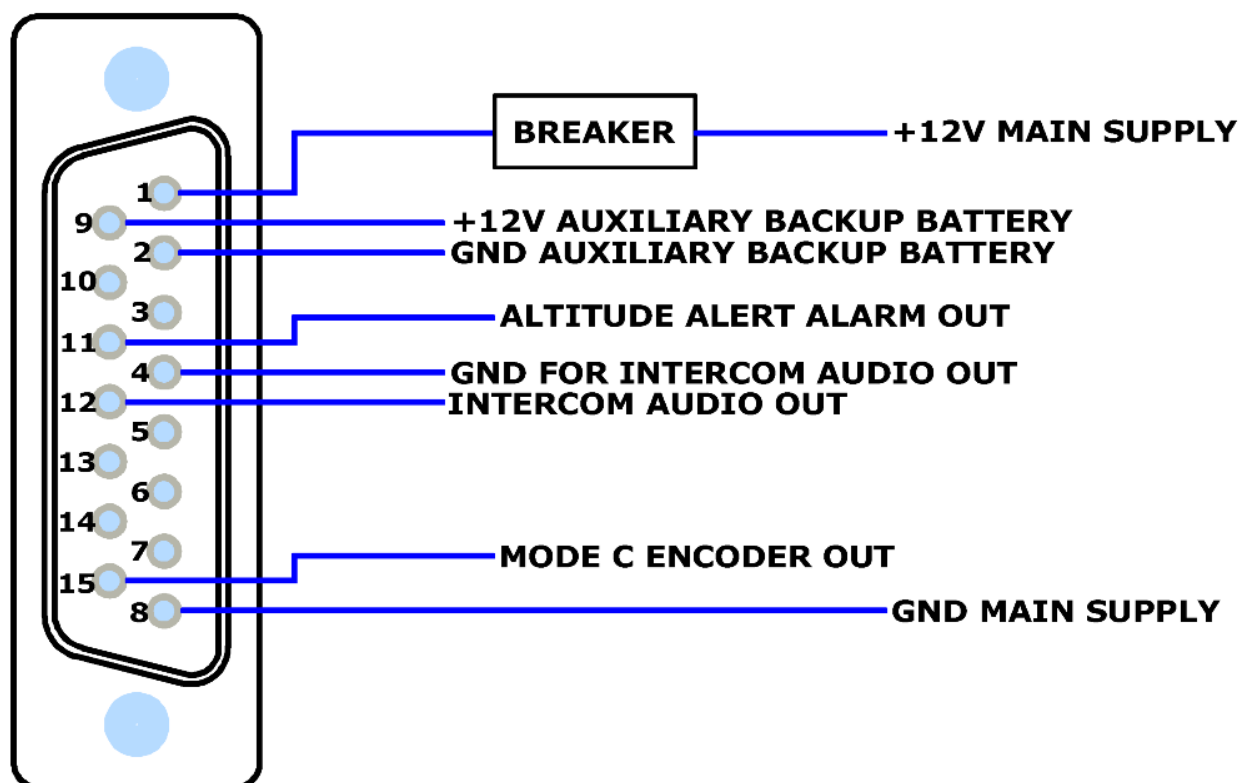 BREAKER
+12V MAIN SUPPLY
1
9
+12V AUXILIARY BACKUP BATTERY
2
GND AUXILIARY BACKUP BATTERY
10
3
ALTITUDE ALERT ALARM OUT
11
4
GND FOR INTERCOM AUDIO OUT
12
INTERCOM AUDIO OUT
5
13
6
14
7
MODE C ENCODER OUT
15
8
GND MAIN SUPPLY